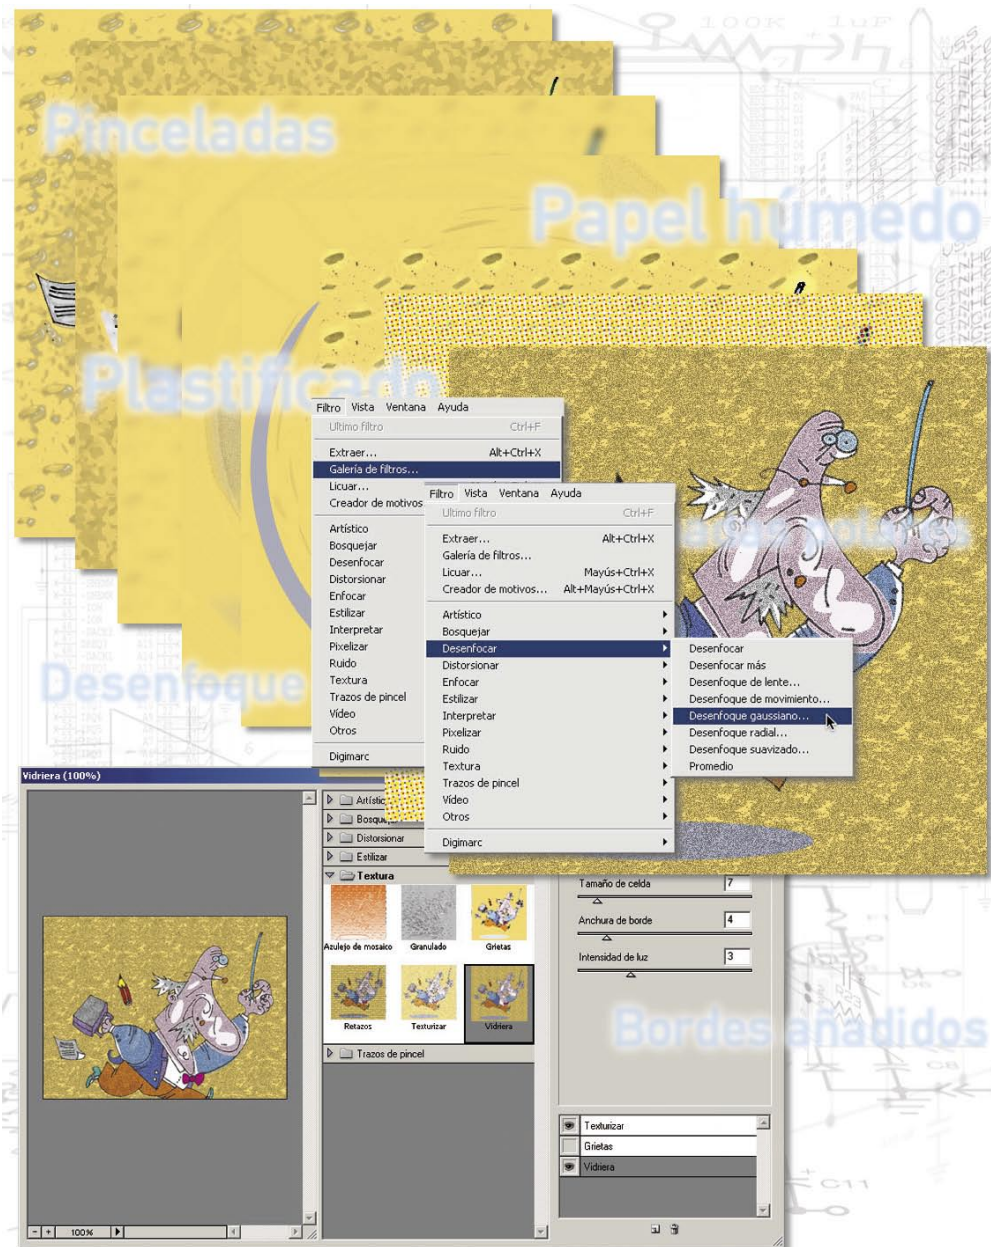 100K 1uF
Pinceladas
Papel húmedo
Plastificado
Filtro Vista Ventana Ayuda
Ultimo filtro Ctrl+F
Extraer... Alt+Ctrl+X
Galería de filtros...
Licuar...
Creador de motivos
Artístico
Bosquejar
Desenfocar
Distorsionar
Enfocar
Estilizar
Interpretar
Pixelizar
Ruido
Textura
Trazos de pincel
Vídeo
Otros
Digimarc
Filtro Vista Ventana Ayuda
Ultimo filtro Ctrl+F
Extraer... Alt+Ctrl+X
Galería de filtros...
Licuar... Mayús+Ctrl+X
Creador de motivos... Alt+Mayús+Ctrl+X
Artístico
Bosquejar
Desenfocar
Distorsionar
Enfocar
Estilizar
Interpretar
Pixelizar
Ruido
Textura
Trazos de pincel
Vídeo
Otros
Digimarc
Desenfocar
Desenfocar más
Desenfoque de lente...
Desenfoque de movimiento...
Desenfoque gaussiano...
Desenfoque radial...
Desenfoque suavizado...
Promedio
Desenfoque
Vidriera (100%)
Distorsionar
Estilizar
Textura
Azulejo de mosaico Granulado Grietas
Retazos Texturizar Vidriera
Trazos de pincel
Tamaño de celda 7
Anchura de borde 4
Intensidad de luz 3
Bordes añadidos
Texturizar
Grietas
Vidriera
100%
C8
C11